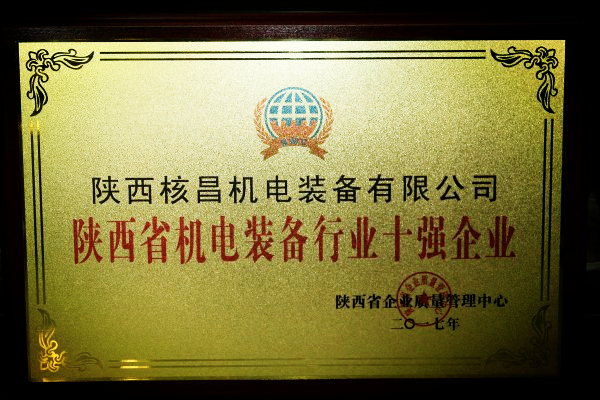 陕西核昌机电装备有限公司
陕西省机电装备行业十强企业
陕西省企业质量管理中心
二〇一七年